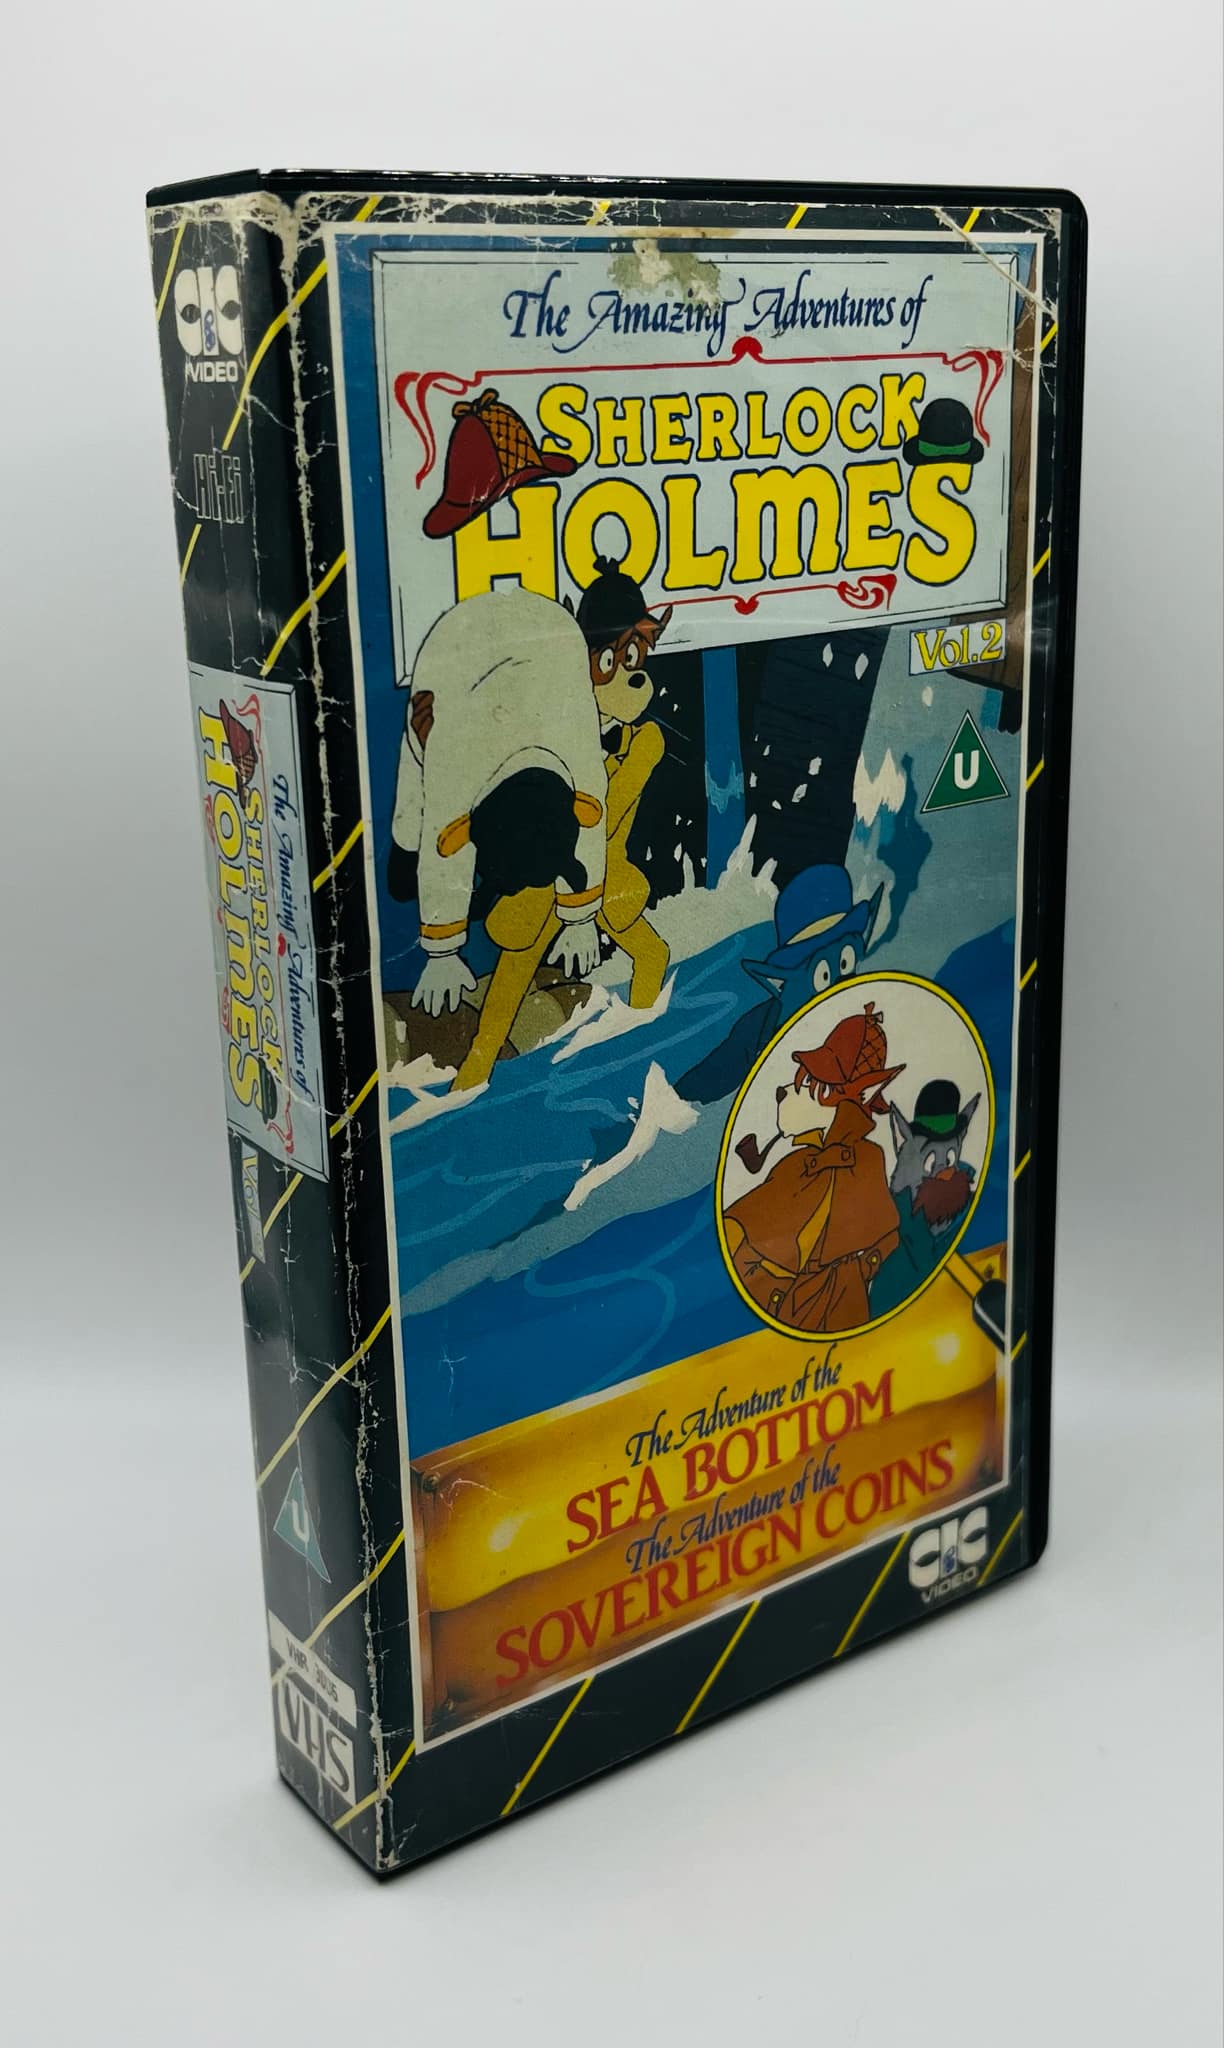 CIC
VIDEO
Hi-Fi
The Amazing Adventures of
SHERLOCK
HOLMES
U
VHS
The Amazing Adventures of
SHERLOCK
HOLMES
Vol.2
U
The Adventure of the
SEA BOTTOM
The Adventure of the
SOVEREIGN COINS
CIC
VIDEO